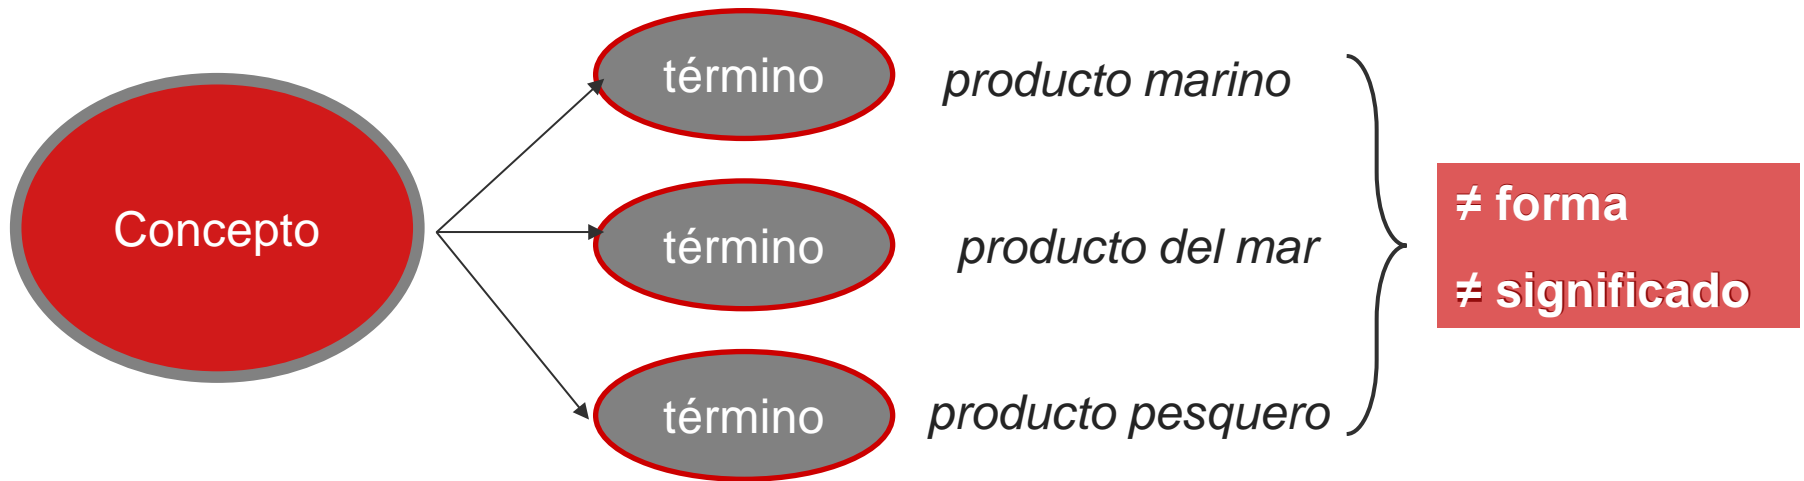 Concepto
término
producto marino
término
producto del mar
término
producto pesquero
≠ forma
≠ significado